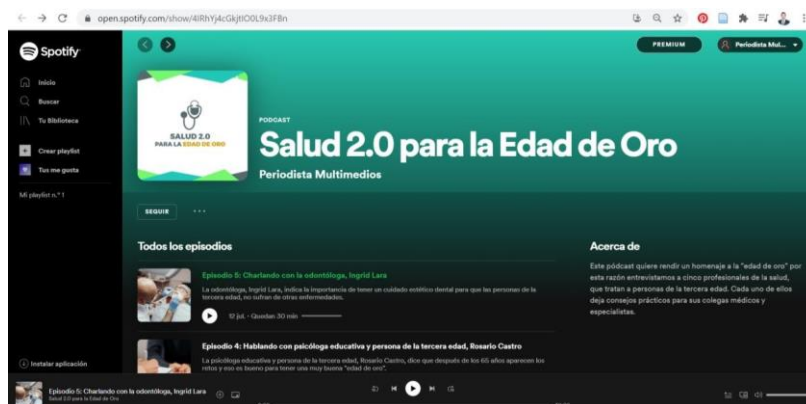 open.spotify.com/show/
Spotify
PREMIUM
Periodista Mul...
Inicio
Buscar
Tu Biblioteca
Crear playlist
Tus me gusta
Mi playlist n.º 1
Instalar aplicación
SALUD 2.0
PARA LA EDAD DE ORO
PODCAST
Salud 2.0 para la Edad de Oro
Periodista Multimedios
SEGUIR
Todos los episodios
Episodio 5: Charlando con la odontóloga, Ingrid Lara
La odontóloga, Ingrid Lara, indica la importancia de tener un cuidado estético dental para que las personas de la
tercera edad, no sufran de otras enfermedades.
12 jul. · Quedan 30 min
Episodio 4: Hablando con psicóloga educativa y persona de la tercera edad, Rosario Castro
La psicóloga educativa y persona de la tercera edad, Rosario Castro, dice que después de los 65 años aparecen los
retos y eso es bueno para tener una muy buena "edad de oro".
Acerca de
Este pódcast quiere rendir un homenaje a la "edad de oro" por
esta razón entrevistamos a cinco profesionales de la salud,
que tratan a personas de la tercera edad. Cada uno de ellos
deja consejos prácticos para sus colegas médicos y
especialistas.
Episodio 5: Charlando con la odontóloga, Ingrid Lara
Salud 2.0 para la Edad de Oro